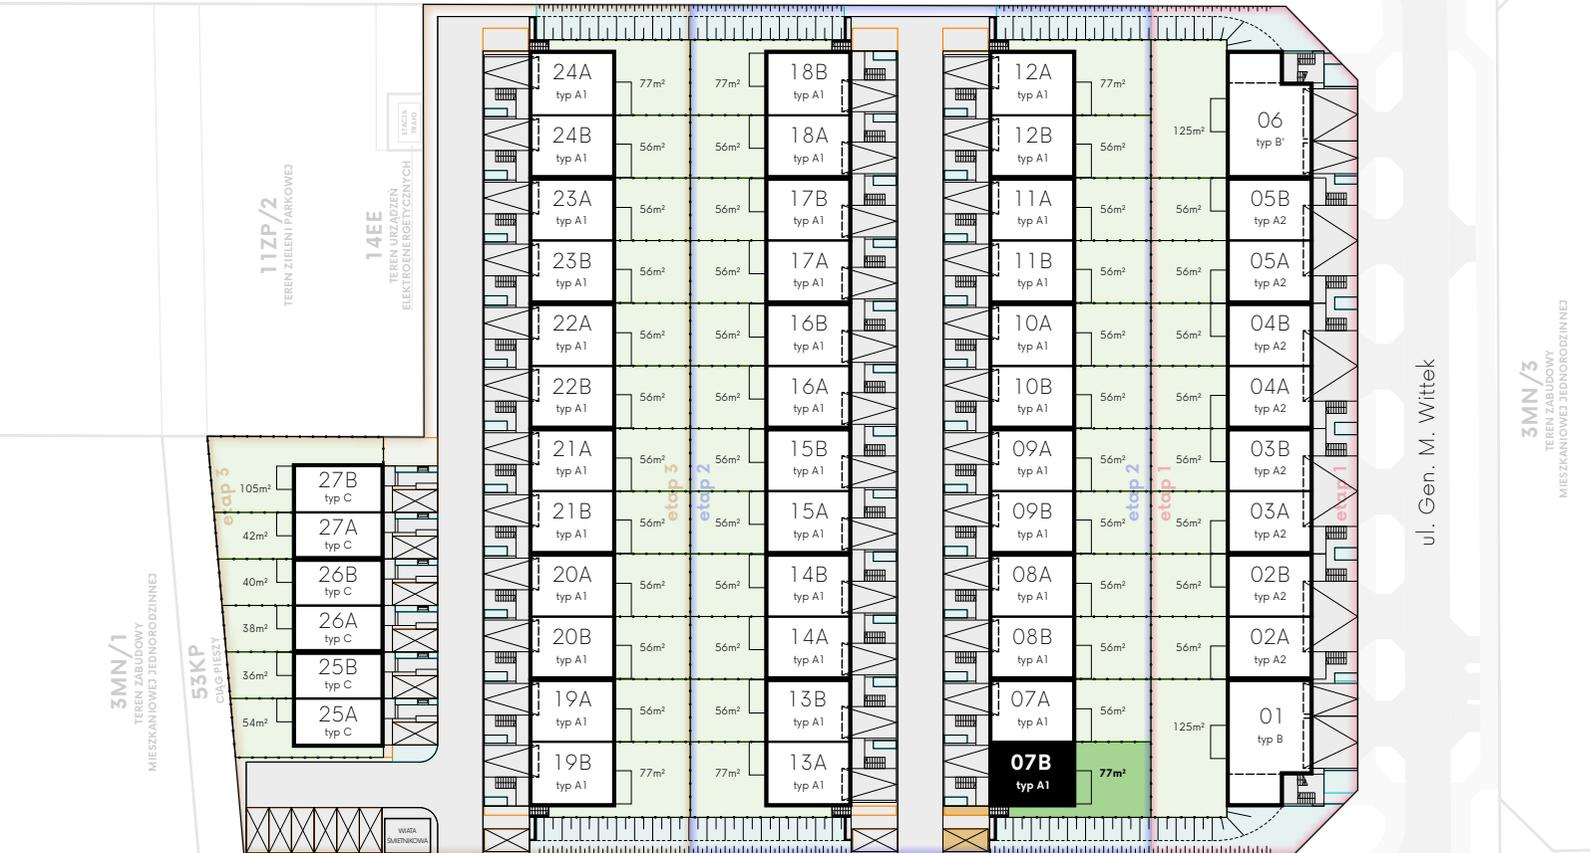 24A
typ A1
77m²
24B
typ A1
56m²
23A
typ A1
56m²
23B
typ A1
56m²
22A
typ A1
56m²
22B
typ A1
56m²
21A
typ A1
56m²
21B
typ A1
56m²
20A
typ A1
56m²
20B
typ A1
56m²
19A
typ A1
56m²
19B
typ A1
77m²
77m²
18B
typ A1
56m²
18A
typ A1
56m²
17B
typ A1
56m²
17A
typ A1
56m²
16B
typ A1
56m²
16A
typ A1
56m²
15B
typ A1
56m²
15A
typ A1
56m²
14B
typ A1
56m²
14A
typ A1
56m²
13B
typ A1
77m²
13A
typ A1
12A
typ A1
77m²
12B
typ A1
56m²
11A
typ A1
56m²
11B
typ A1
56m²
10A
typ A1
56m²
10B
typ A1
56m²
09A
typ A1
56m²
09B
typ A1
56m²
08A
typ A1
56m²
08B
typ A1
56m²
07A
typ A1
56m²
07B
typ A1
77m²
125m²
06
typ B'
56m²
05B
typ A2
56m²
05A
typ A2
56m²
04B
typ A2
56m²
04A
typ A2
56m²
03B
typ A2
56m²
03A
typ A2
56m²
02B
typ A2
56m²
02A
typ A2
125m²
01
typ B
105m²
27B
typ C
42m²
27A
typ C
40m²
26B
typ C
38m²
26A
typ C
36m²
25B
typ C
54m²
25A
typ C
etap 3
etap 3
etap 2
etap 2
etap 1
etap 1
ul. Gen. M. Wittek
11ZP/2
TEREN ZIELENI PARKOWEJ
14EE
TEREN URZĄDZEŃ
ELEKTROENERGETYCZNYCH
STACJA
TRAFO
3MN/1
TEREN ZABUDOWY
MIESZKANIOWEJ JEDNORODZINNEJ
53KP
CIĄG PIESZY
3MN/3
TEREN ZABUDOWY
MIESZKANIOWEJ JEDNORODZINNEJ
WIATA
ŚMIETNIKOWA